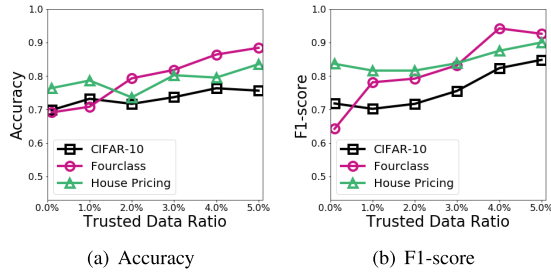 1.0
0.9
0.8
0.7
0.6
0.5
Accuracy
CIFAR-10
Fourclass
House Pricing
0.0% 1.0% 2.0% 3.0% 4.0% 5.0%
Trusted Data Ratio
(a) Accuracy
1.0
0.9
0.8
0.7
0.6
0.5
F1-score
CIFAR-10
Fourclass
House Pricing
0.0% 1.0% 2.0% 3.0% 4.0% 5.0%
Trusted Data Ratio
(b) F1-score